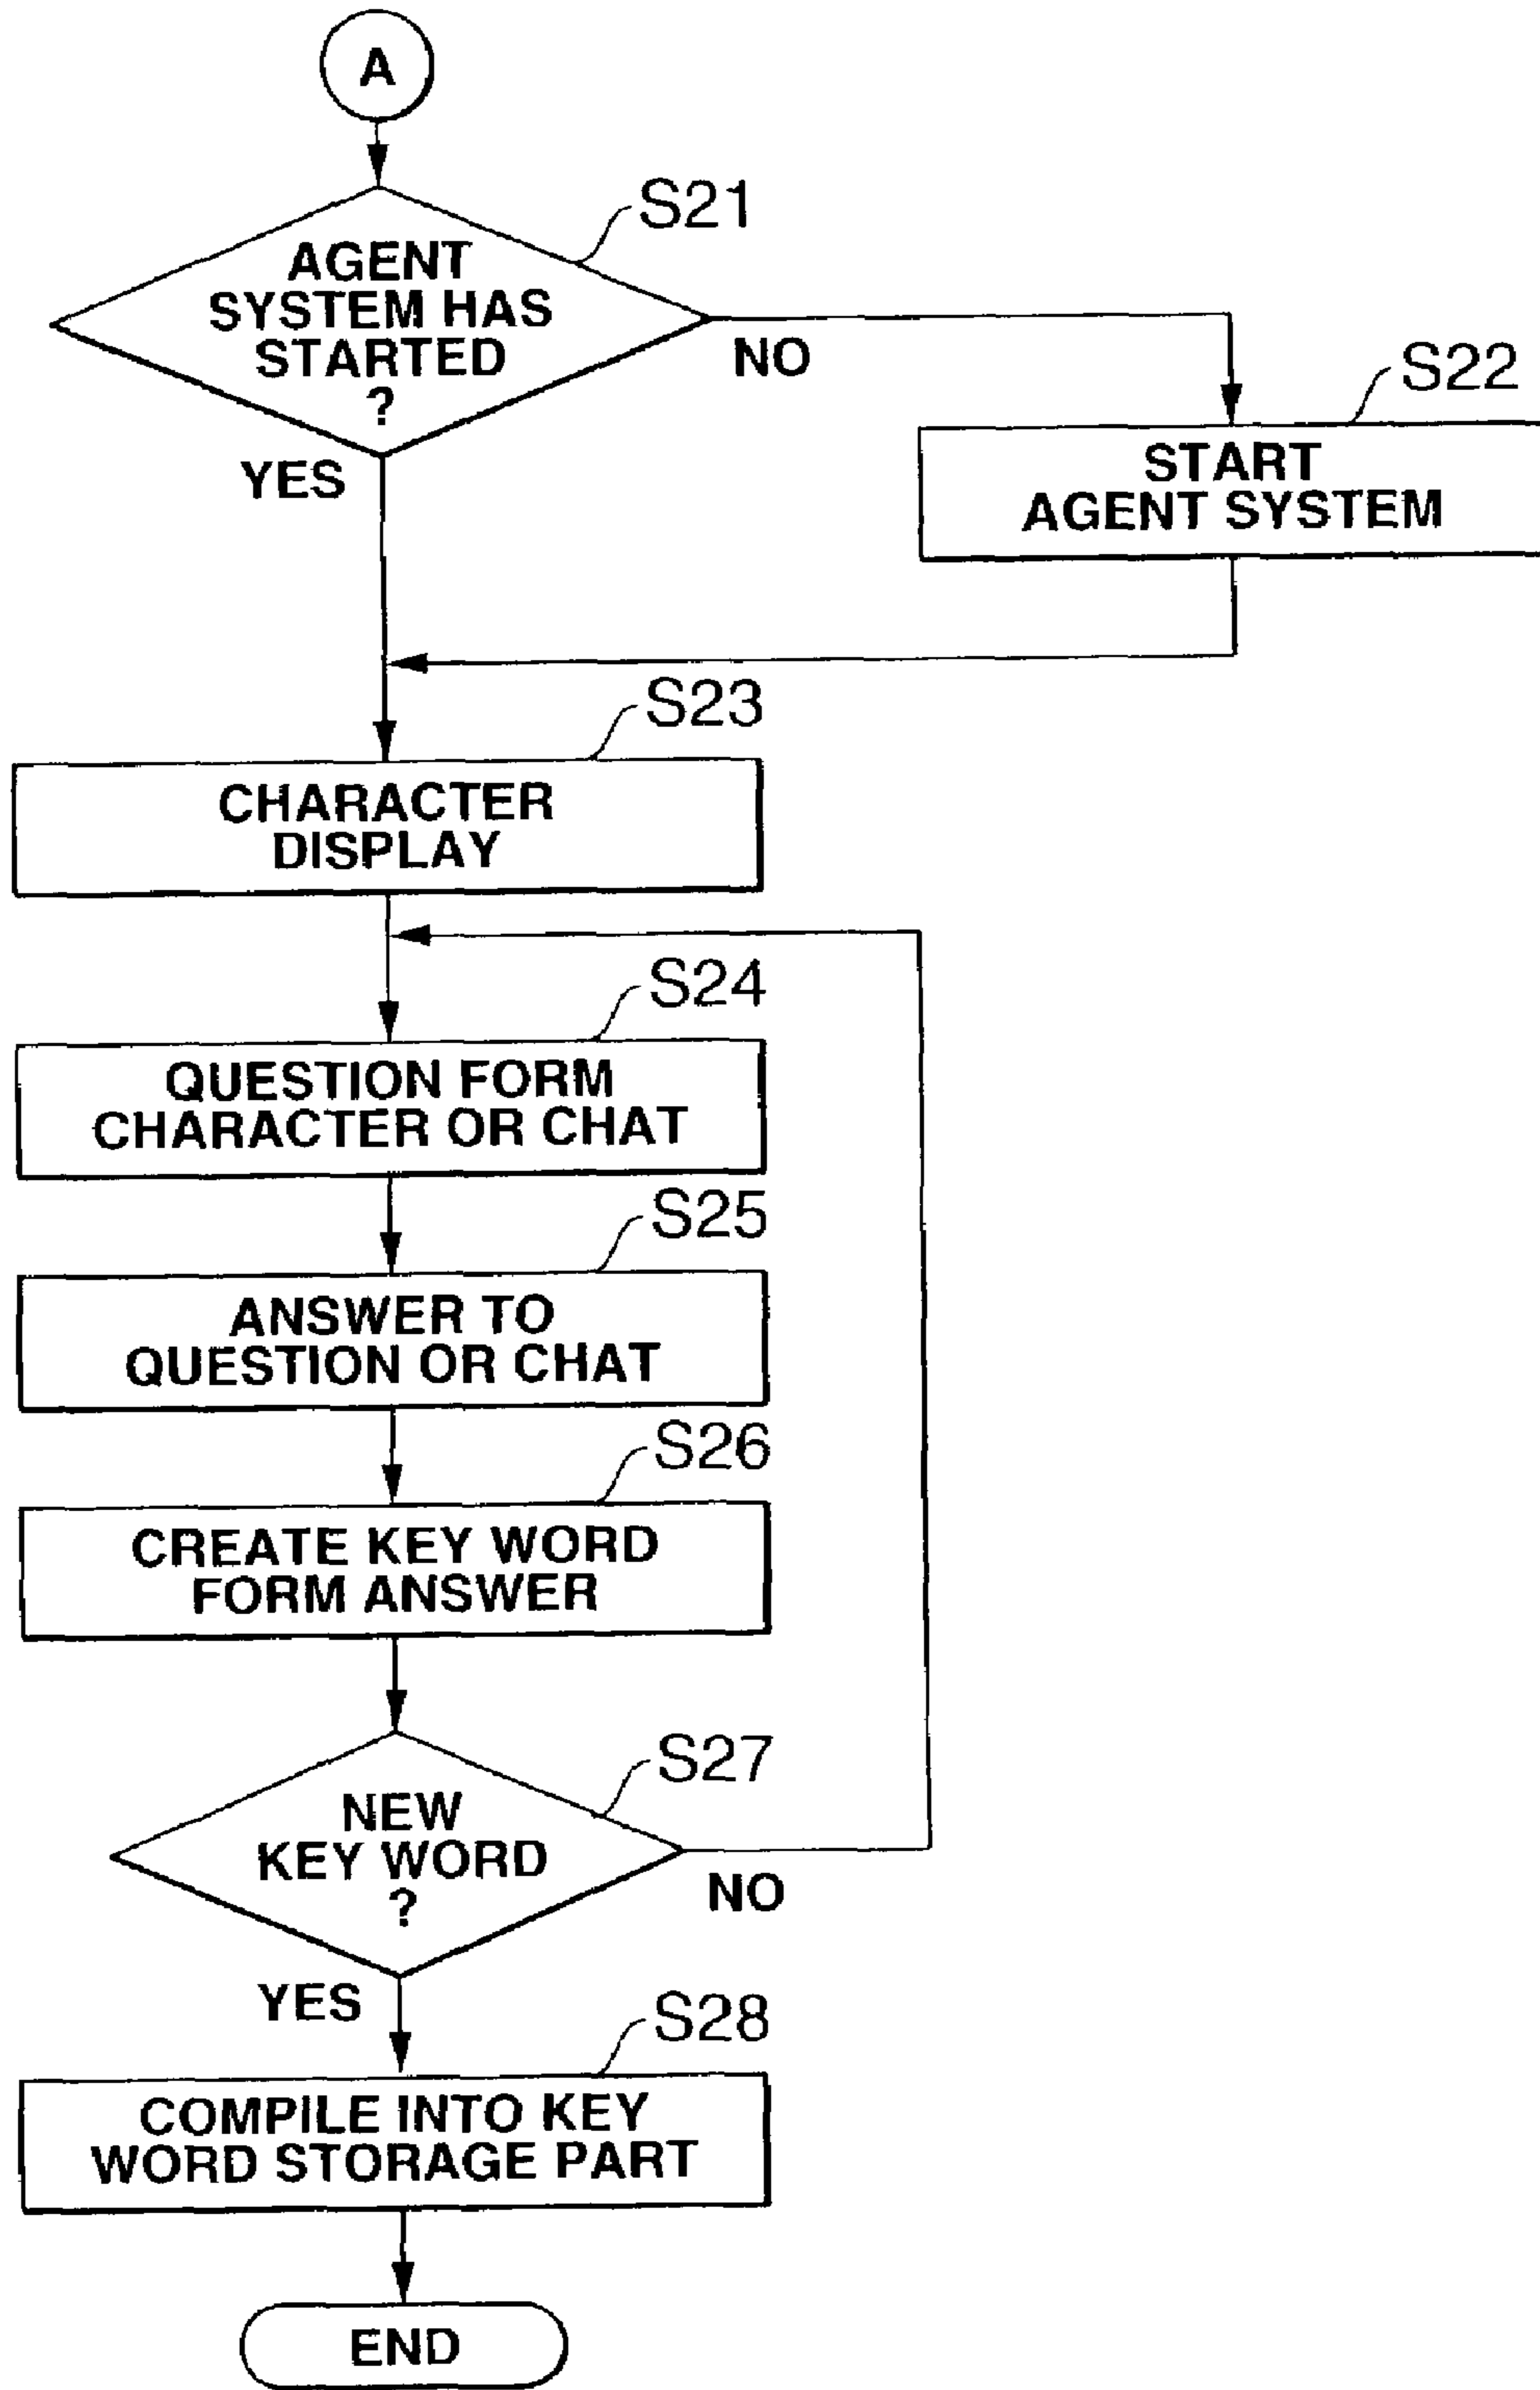 A
S21
AGENT
SYSTEM HAS
STARTED
?
NO
YES
S22
START
AGENT SYSTEM
S23
CHARACTER
DISPLAY
S24
QUESTION FORM
CHARACTER OR CHAT
S25
ANSWER TO
QUESTION OR CHAT
S26
CREATE KEY WORD
FORM ANSWER
S27
NEW
KEY WORD
?
NO
YES
S28
COMPILE INTO KEY
WORD STORAGE PART
END